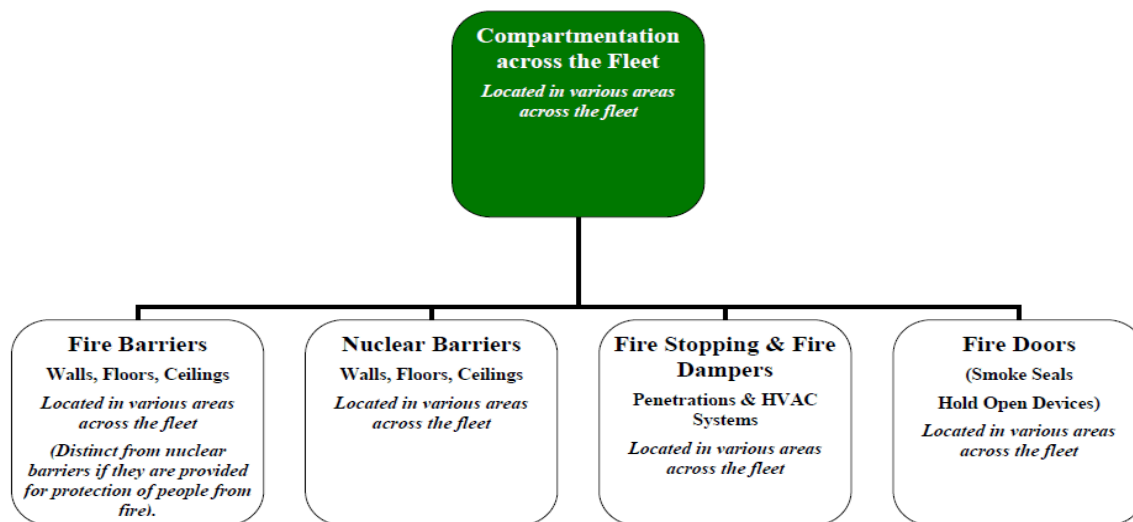 Compartmentation
across the Fleet
Located in various areas
across the fleet
Fire Barriers
Walls, Floors, Ceilings
Located in various areas
across the fleet
(Distinct from nuclear
barriers if they are provided
for protection of people from
fire).
Nuclear Barriers
Walls, Floors, Ceilings
Located in various areas
across the fleet
Fire Stopping & Fire
Dampers
Penetrations & HVAC
Systems
Located in various areas
across the fleet
Fire Doors
(Smoke Seals
Hold Open Devices)
Located in various areas
across the fleet